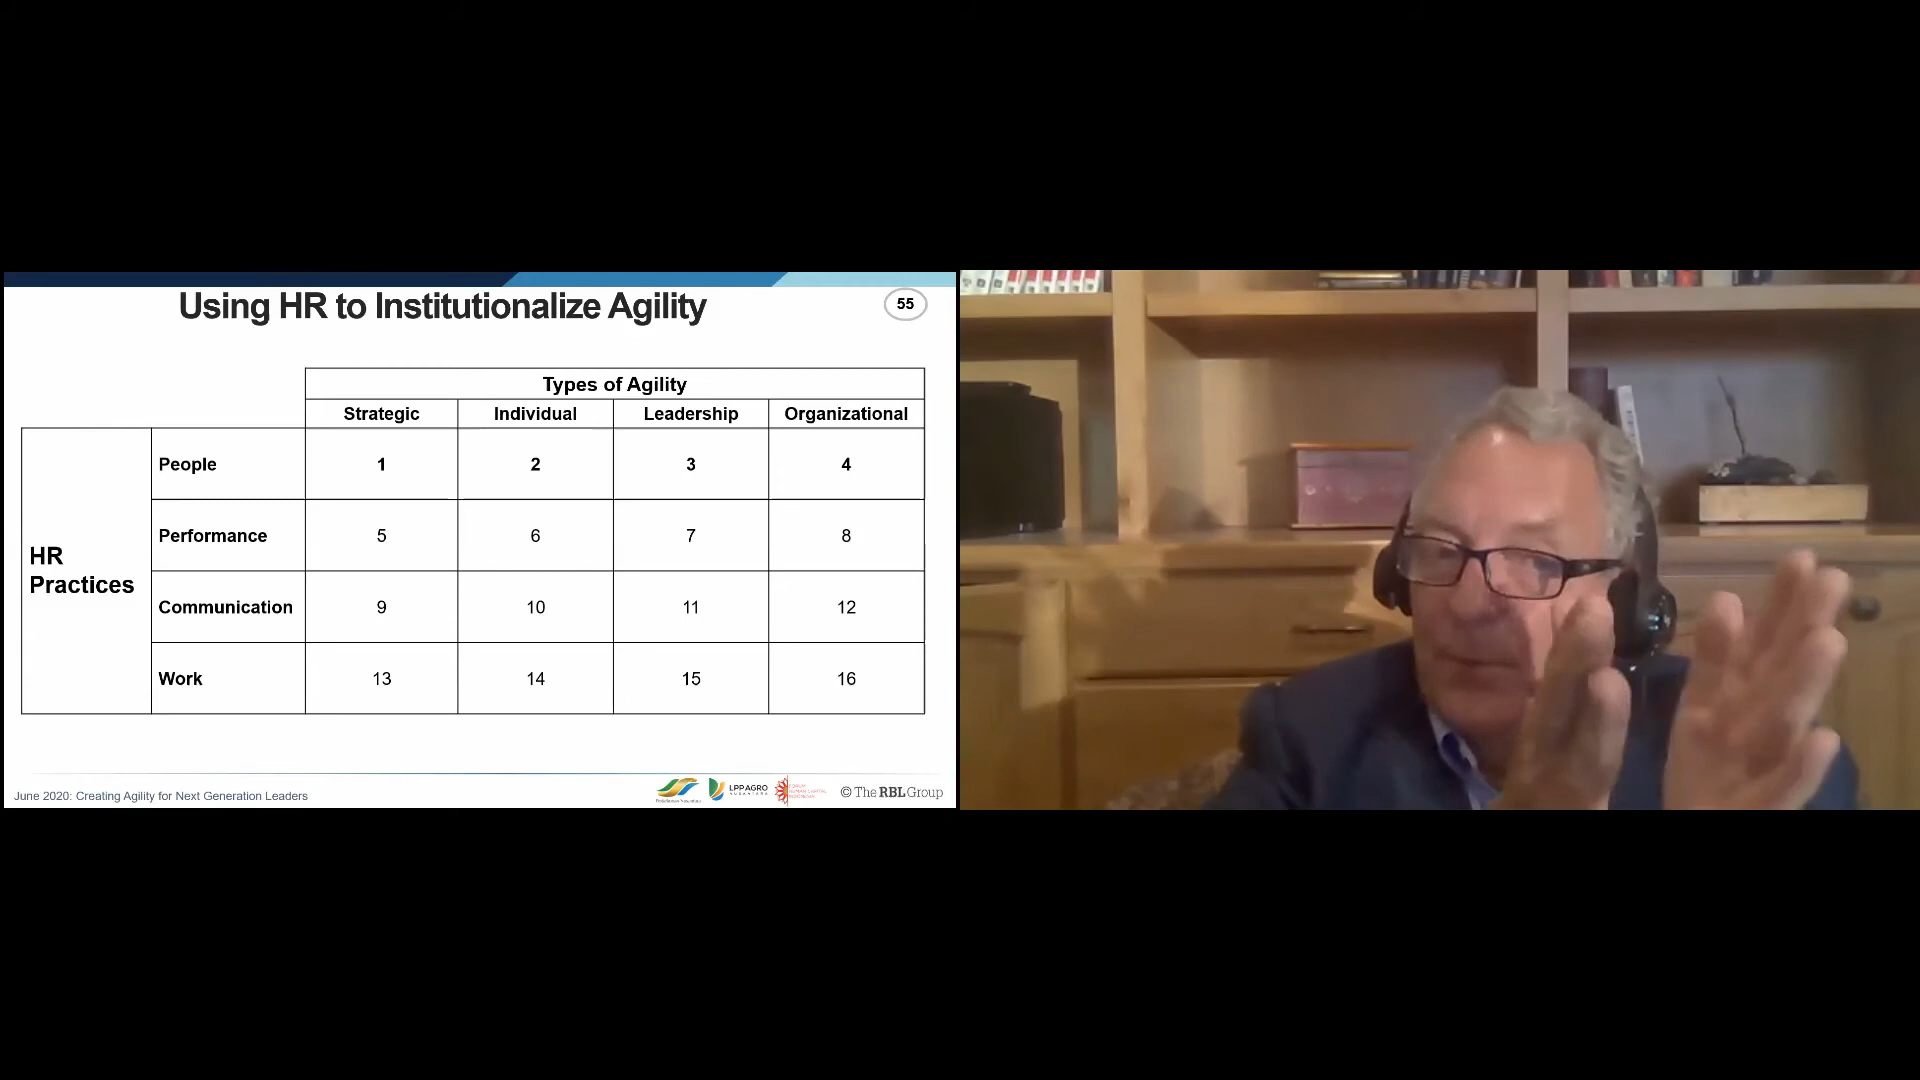 Using HR to Institutionalize Agility
55
Types of Agility
Strategic Individual Leadership Organizational
HR Practices
People 1 2 3 4
Performance 5 6 7 8
Communication 9 10 11 12
Work 13 14 15 16
June 2020: Creating Agility for Next Generation Leaders
LPPAGRO
NUSANTARA
© The RBL Group